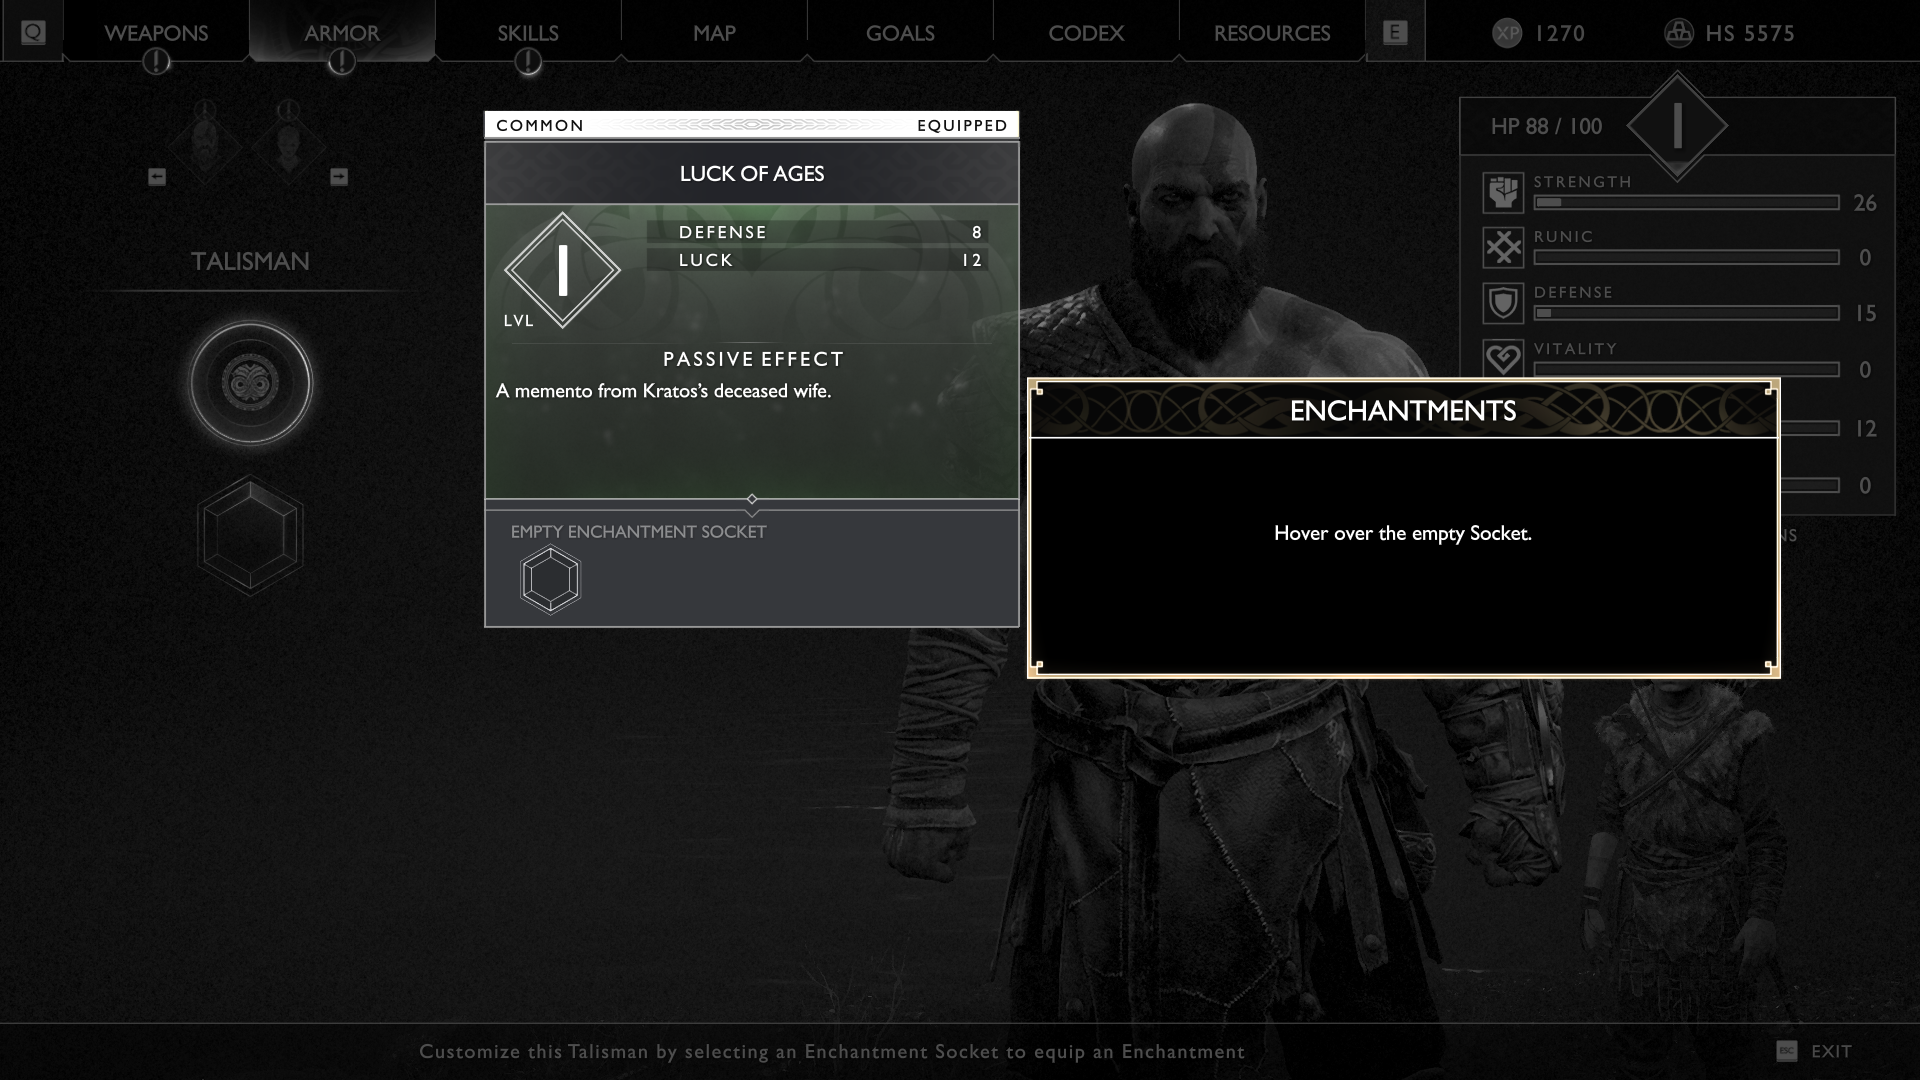 Q WEAPONS ARMOR SKILLS MAP GOALS CODEX RESOURCES E XP 1270 HS 5575
COMMON EQUIPPED
LUCK OF AGES
DEFENSE 8
LUCK 12
I
LVL
PASSIVE EFFECT
A memento from Kratos's deceased wife.
EMPTY ENCHANTMENT SOCKET
TALISMAN
HP 88 / 100
I
STRENGTH
26
RUNIC
0
DEFENSE
15
VITALITY
0
12
0
NS
ENCHANTMENTS
Hover over the empty Socket.
Customize this Talisman by selecting an Enchantment Socket to equip an Enchantment
ESC EXIT